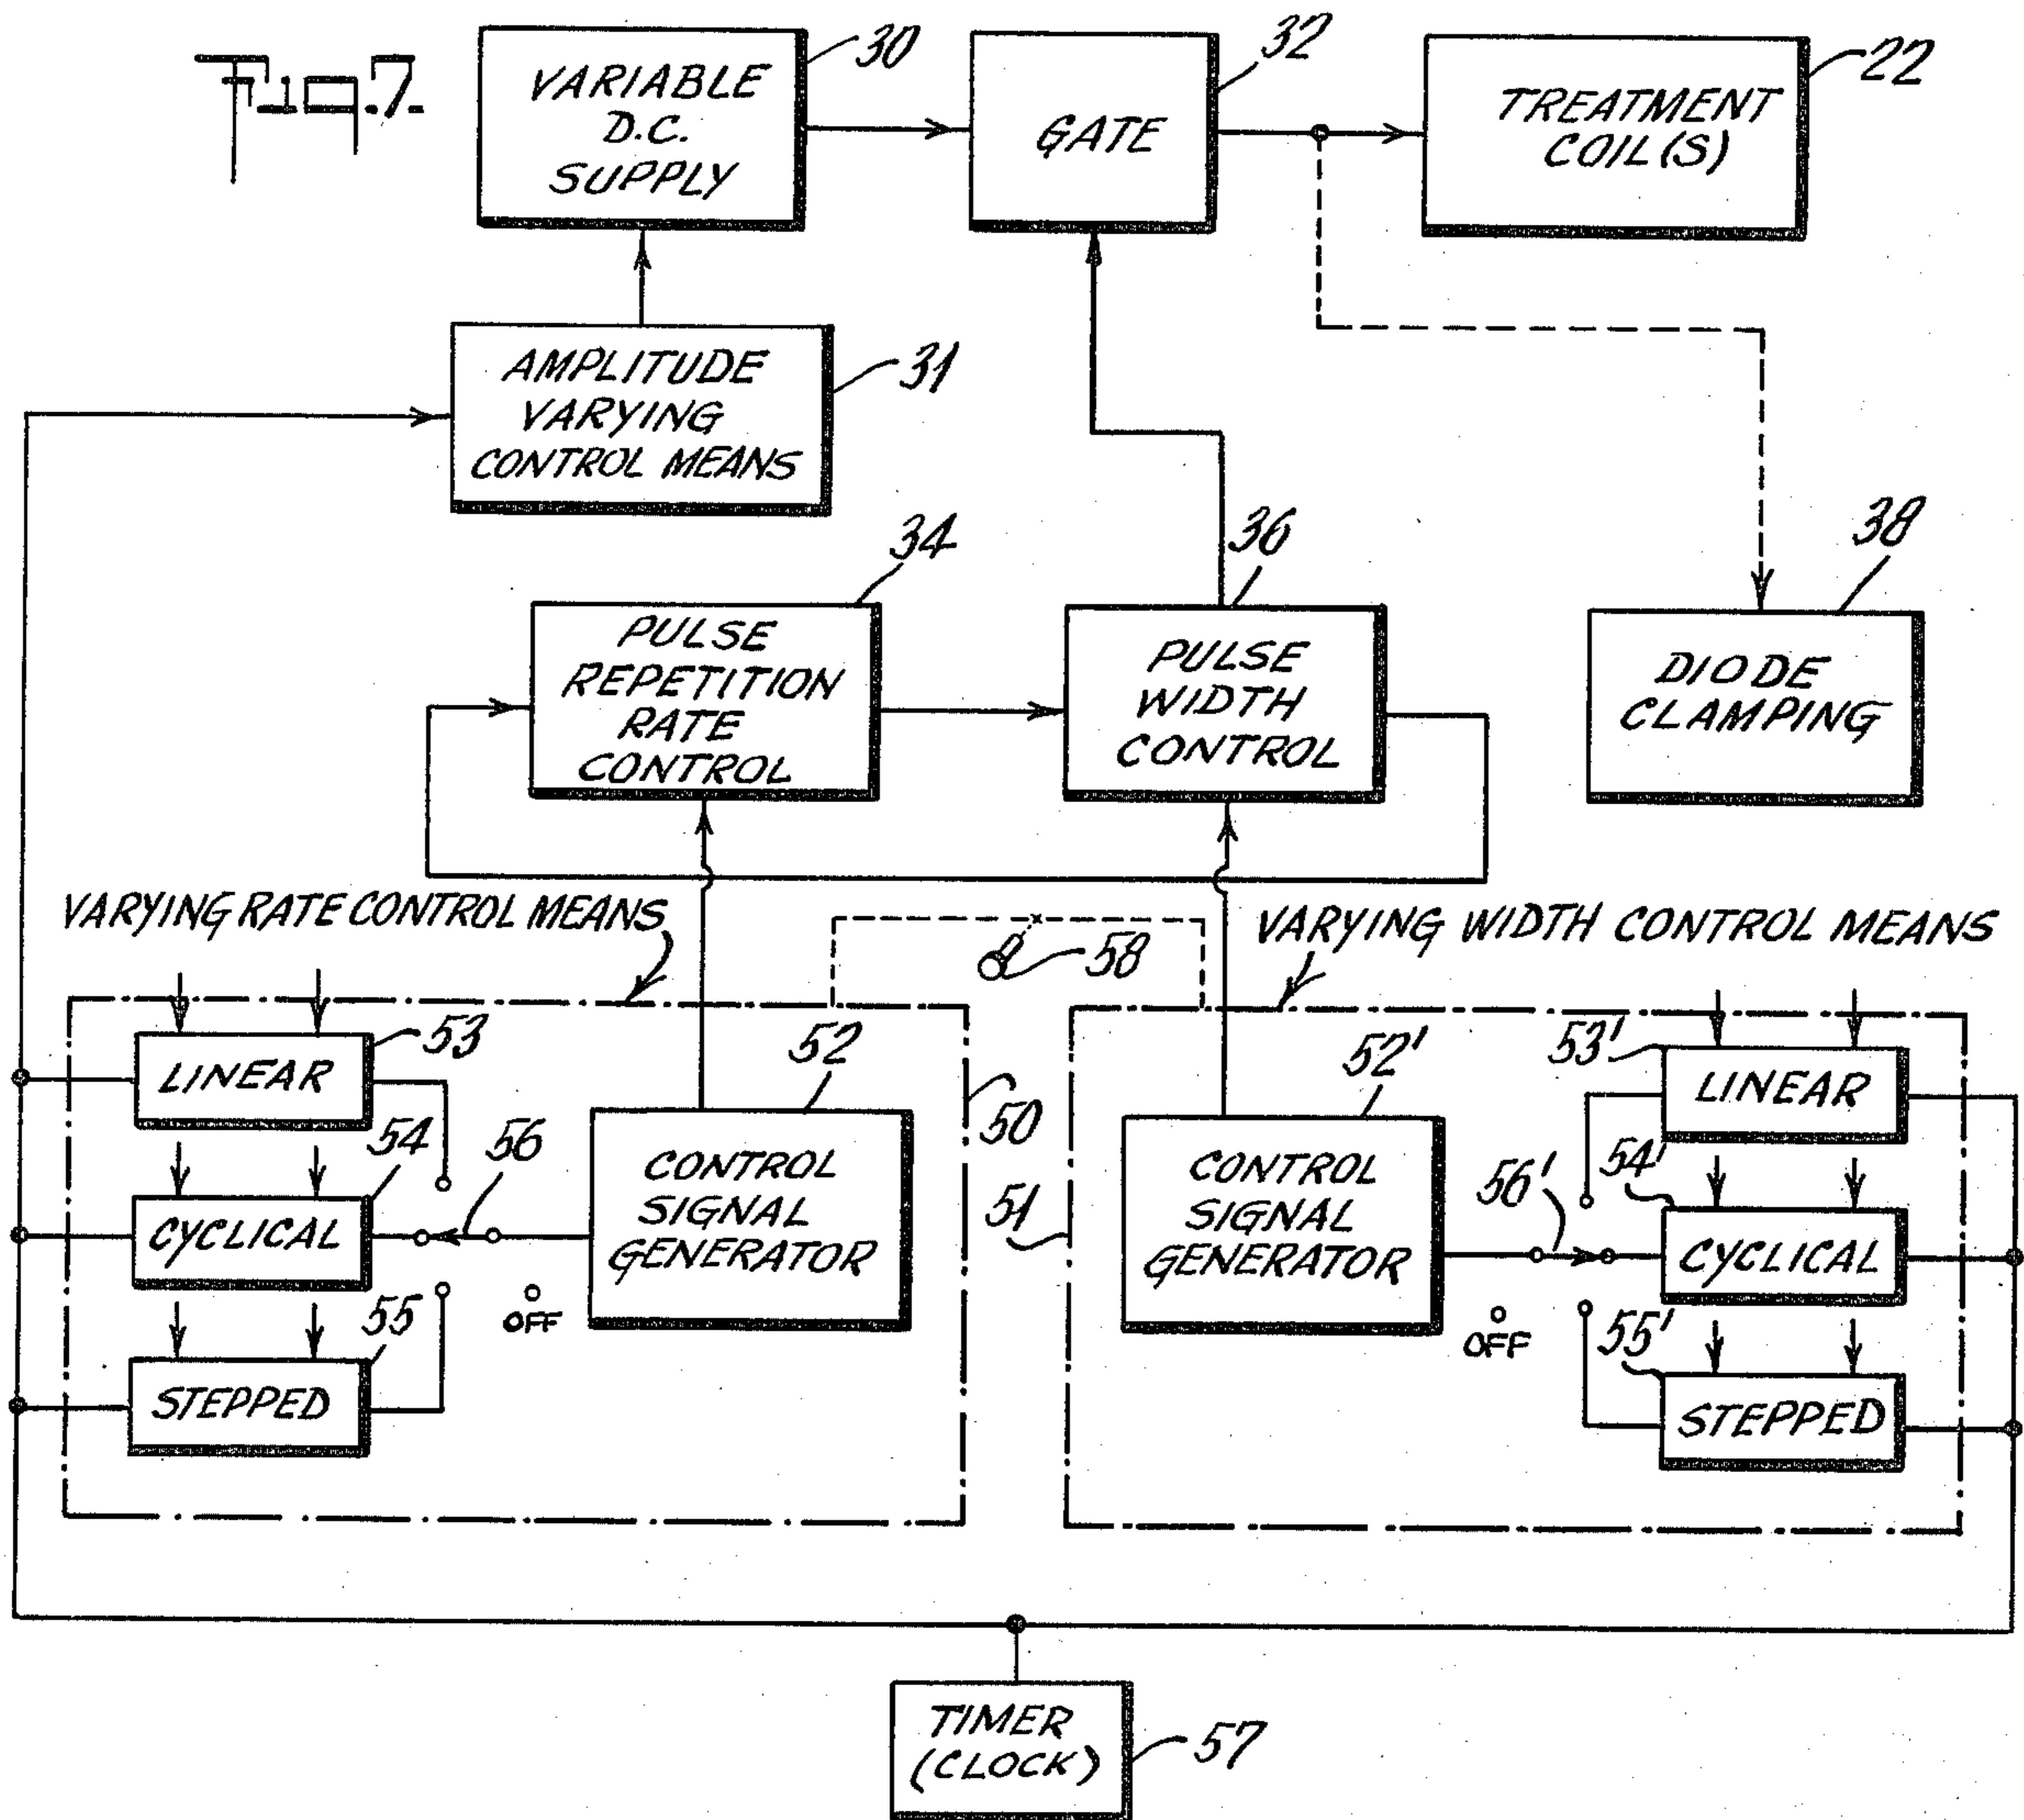 Fig.7.
VARIABLE
D.C.
SUPPLY
30
GATE
32
TREATMENT
COIL(S)
22
AMPLITUDE
VARYING
CONTROL MEANS
31
34
PULSE
REPETITION
RATE
CONTROL
36
PULSE
WIDTH
CONTROL
38
DIODE
CLAMPING
VARYING RATE CONTROL MEANS
58
VARYING WIDTH CONTROL MEANS
LINEAR
53
54
CYCLICAL
56
55
STEPPED
OFF
52
CONTROL
SIGNAL
GENERATOR
50
51
52'
CONTROL
SIGNAL
GENERATOR
56'
OFF
53'
LINEAR
54'
CYCLICAL
55'
STEPPED
TIMER
(CLOCK)
57